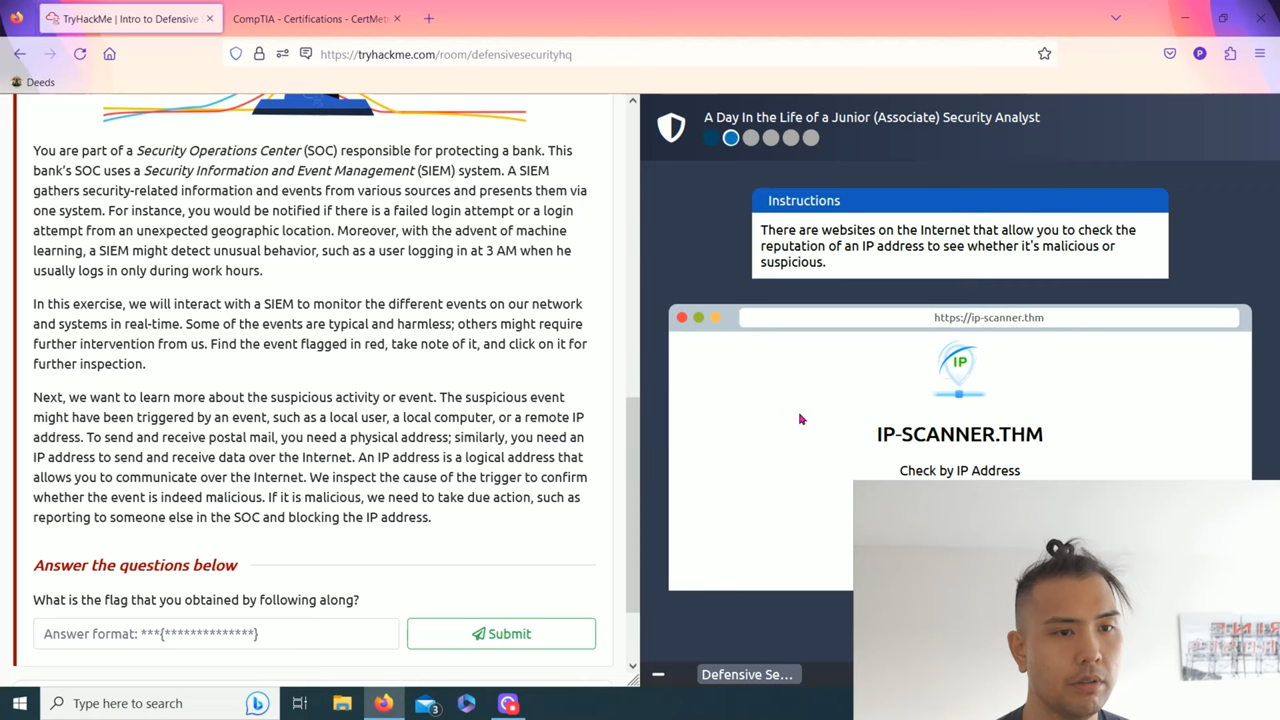 TryHackMe | Intro to Defensive S
CompTIA - Certifications - CertMet
https://tryhackme.com/room/defensivesecurityhq
P
Deeds
You are part of a Security Operations Center (SOC) responsible for protecting a bank. This
bank's SOC uses a Security Information and Event Management (SIEM) system. A SIEM
gathers security-related information and events from various sources and presents them via
one system. For instance, you would be notified if there is a failed login attempt or a login
attempt from an unexpected geographic location. Moreover, with the advent of machine
learning, a SIEM might detect unusual behavior, such as a user logging in at 3 AM when he
usually logs in only during work hours.
In this exercise, we will interact with a SIEM to monitor the different events on our network
and systems in real-time. Some of the events are typical and harmless; others might require
further intervention from us. Find the event flagged in red, take note of it, and click on it for
further inspection.
Next, we want to learn more about the suspicious activity or event. The suspicious event
might have been triggered by an event, such as a local user, a local computer, or a remote IP
address. To send and receive postal mail, you need a physical address; similarly, you need an
IP address to send and receive data over the Internet. An IP address is a logical address that
allows you to communicate over the Internet. We inspect the cause of the trigger to confirm
whether the event is indeed malicious. If it is malicious, we need to take due action, such as
reporting to someone else in the SOC and blocking the IP address.
Answer the questions below
What is the flag that you obtained by following along?
Answer format: ***{**************}
Submit
A Day In the Life of a Junior (Associate) Security Analyst
Instructions
There are websites on the Internet that allow you to check the
reputation of an IP address to see whether it's malicious or
suspicious.
https://ip-scanner.thm
IP
IP-SCANNER.THM
Check by IP Address
Defensive Se...
Type here to search
3